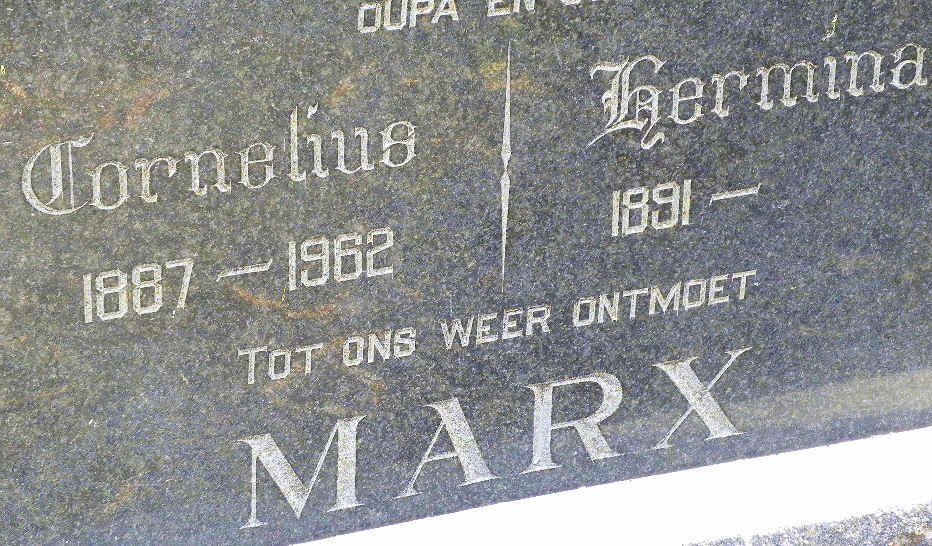 OUPA EN
Cornelius Hermina
1887 – 1962 1891 –
TOT ONS WEER ONTMOET
MARX